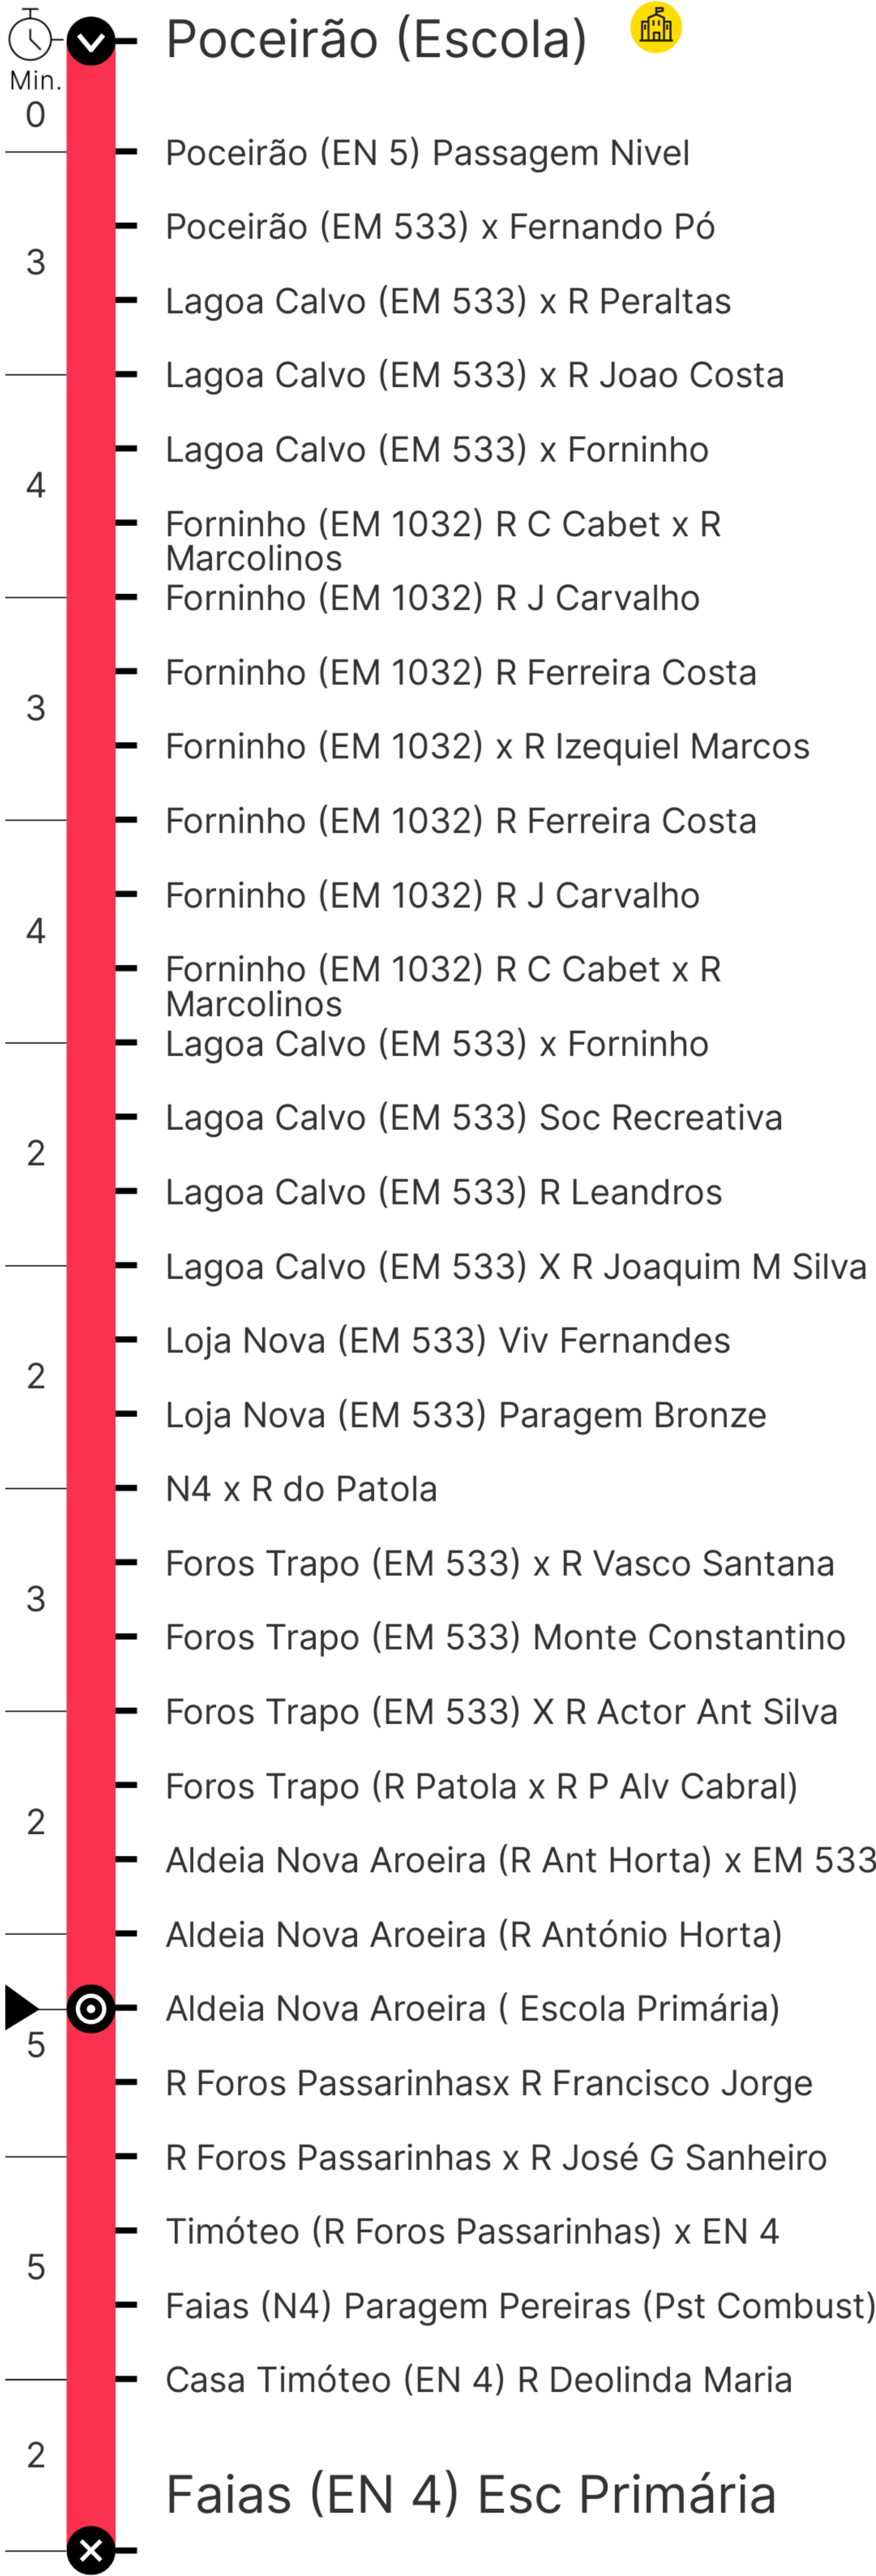 Poceirão (Escola)
Min.
0
Poceirão (EN 5) Passagem Nivel
Poceirão (EM 533) x Fernando Pó
3
Lagoa Calvo (EM 533) x R Peraltas
Lagoa Calvo (EM 533) x R Joao Costa
Lagoa Calvo (EM 533) x Forninho
4
Forninho (EM 1032) R C Cabet x R
Marcolinos
Forninho (EM 1032) R J Carvalho
Forninho (EM 1032) R Ferreira Costa
3
Forninho (EM 1032) x R Izequiel Marcos
Forninho (EM 1032) R Ferreira Costa
Forninho (EM 1032) R J Carvalho
4
Forninho (EM 1032) R C Cabet x R
Marcolinos
Lagoa Calvo (EM 533) x Forninho
Lagoa Calvo (EM 533) Soc Recreativa
2
Lagoa Calvo (EM 533) R Leandros
Lagoa Calvo (EM 533) X R Joaquim M Silva
Loja Nova (EM 533) Viv Fernandes
2
Loja Nova (EM 533) Paragem Bronze
N4 x R do Patola
Foros Trapo (EM 533) x R Vasco Santana
3
Foros Trapo (EM 533) Monte Constantino
Foros Trapo (EM 533) X R Actor Ant Silva
Foros Trapo (R Patola x R P Alv Cabral)
2
Aldeia Nova Aroeira (R Ant Horta) x EM 533
Aldeia Nova Aroeira (R António Horta)
Aldeia Nova Aroeira ( Escola Primária)
5
R Foros Passarinhasx R Francisco Jorge
R Foros Passarinhas x R José G Sanheiro
Timóteo (R Foros Passarinhas) x EN 4
5
Faias (N4) Paragem Pereiras (Pst Combust)
Casa Timóteo (EN 4) R Deolinda Maria
2
Faias (EN 4) Esc Primária